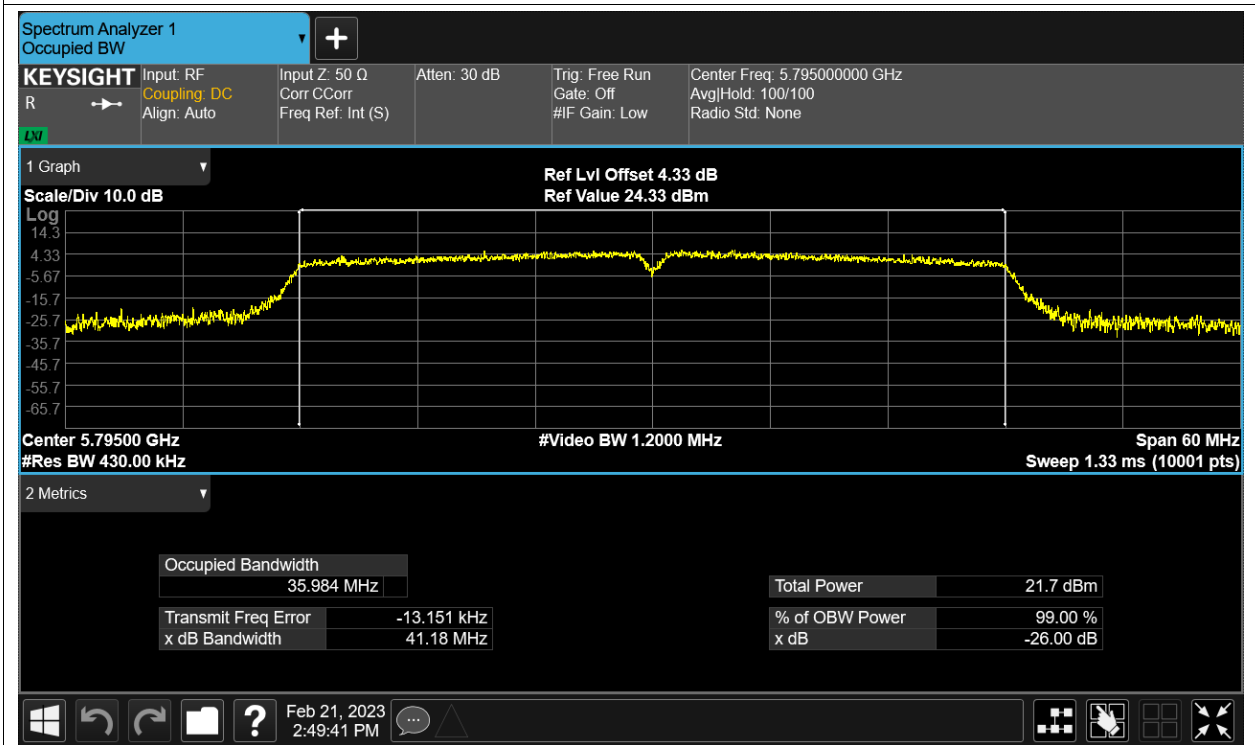 Spectrum Analyzer 1
Occupied BW
KEYSIGHT
R
LXI
Input: RF
Coupling: DC
Align: Auto
Input Z: 50 Ω
Corr CCorr
Freq Ref: Int (S)
Atten: 30 dB
Trig: Free Run
Gate: Off
#IF Gain: Low
Center Freq: 5.795000000 GHz
Avg|Hold: 100/100
Radio Std: None
1 Graph
Scale/Div 10.0 dB
Ref Lvl Offset 4.33 dB
Ref Value 24.33 dBm
Log
14.3
4.33
-5.67
-15.7
-25.7
-35.7
-45.7
-55.7
-65.7
Center 5.79500 GHz
#Video BW 1.2000 MHz
Span 60 MHz
#Res BW 430.00 kHz
Sweep 1.33 ms (10001 pts)
2 Metrics
Occupied Bandwidth
35.984 MHz
Total Power 21.7 dBm
Transmit Freq Error -13.151 kHz
% of OBW Power 99.00 %
x dB Bandwidth 41.18 MHz
x dB -26.00 dB
?
Feb 21, 2023
2:49:41 PM